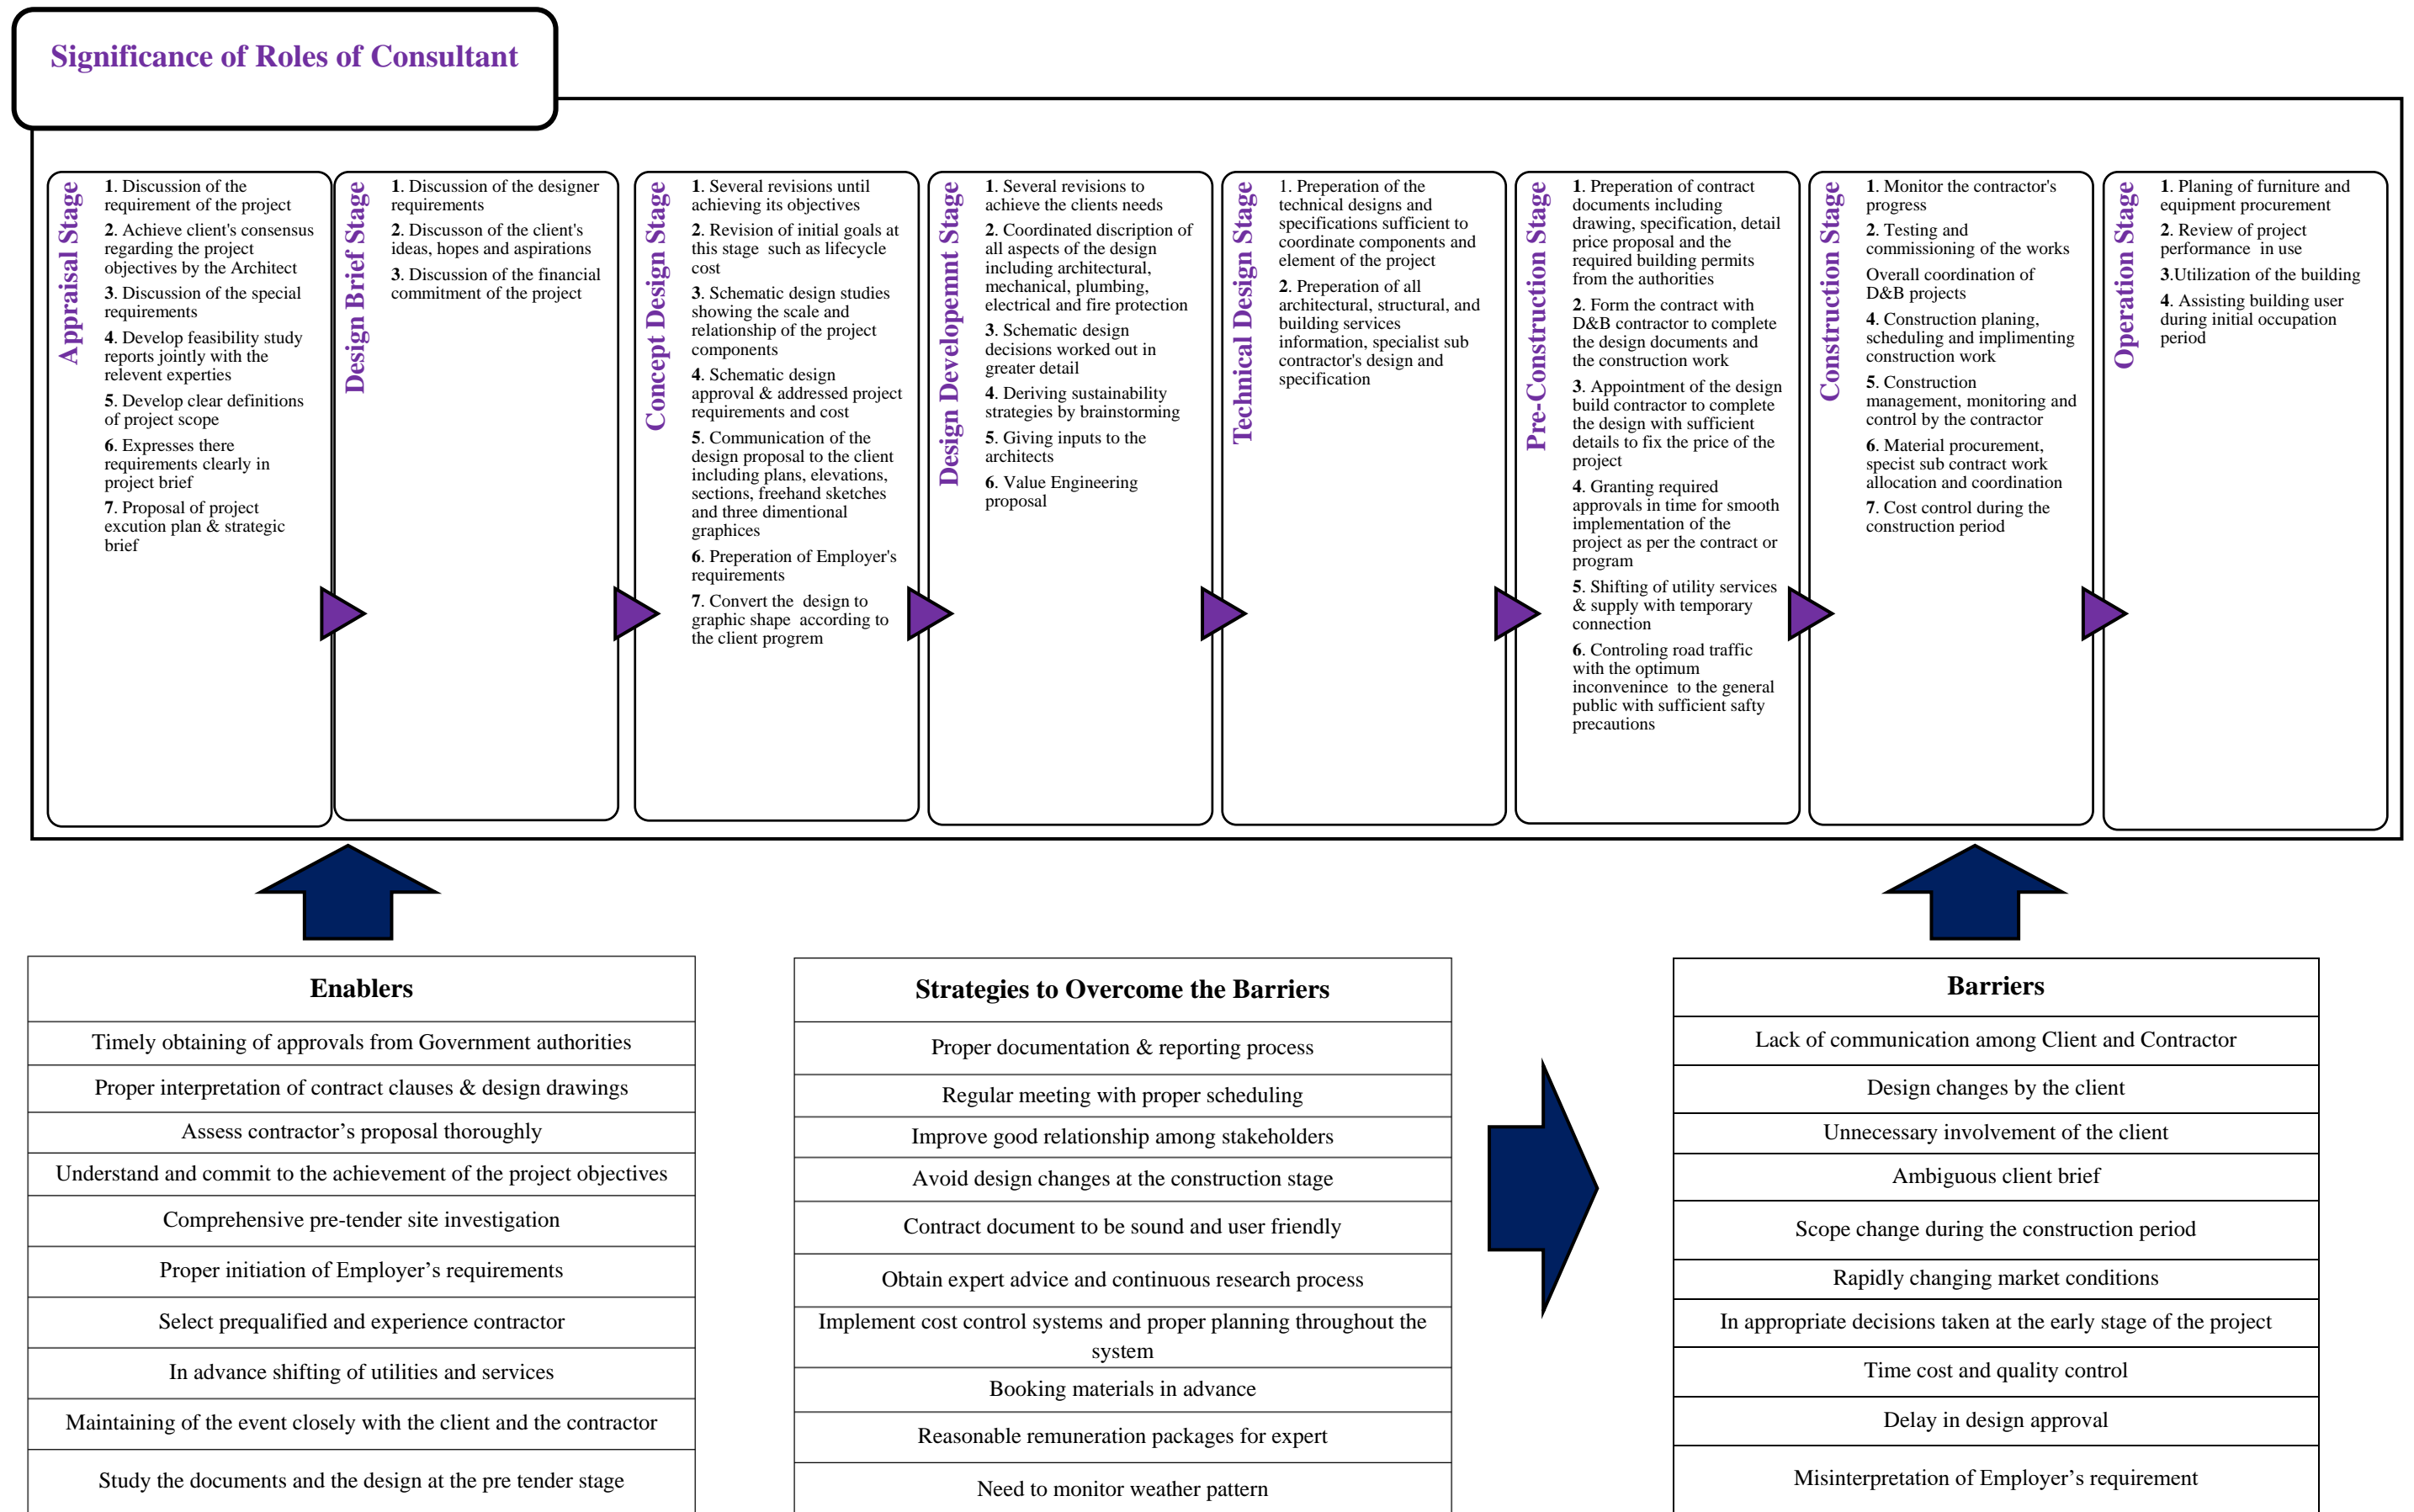 Significance of Roles of Consultant
Appraisal Stage
1. Discussion of the
requirement of the project
2. Achieve client's consensus
regarding the project
objectives by the Architect
3. Discussion of the special
requirements
4. Develop feasibility study
reports jointly with the
relevent experties
5. Develop clear definitions
of project scope
6. Expresses there
requirements clearly in
project brief
7. Proposal of project
excution plan & strategic
brief
Design Brief Stage
1. Discussion of the designer
requirements
2. Discusson of the client's
ideas, hopes and aspirations
3. Discussion of the financial
commitment of the project
Concept Design Stage
1. Several revisions until
achieving its objectives
2. Revision of initial goals at
this stage such as lifecycle
cost
3. Schematic design studies
showing the scale and
relationship of the project
components
4. Schematic design
approval & addressed project
requirements and cost
5. Communication of the
design proposal to the client
including plans, elevations,
sections, freehand sketches
and three dimentional
graphices
6. Preperation of Employer's
requirements
7. Convert the design to
graphic shape according to
the client progrem
Design Developemnt Stage
1. Several revisions to
achieve the clients needs
2. Coordinated discription of
all aspects of the design
including architectural,
mechanical, plumbing,
electrical and fire protection
3. Schematic design
decisions worked out in
greater detail
4. Deriving sustainability
strategies by brainstorming
5. Giving inputs to the
architects
6. Value Engineering
proposal
Technical Design Stage
1. Preperation of the
technical designs and
specifications sufficient to
coordinate components and
element of the project
2. Preperation of all
architectural, structural, and
building services
information, specialist sub
contractor's design and
specification
Pre-Construction Stage
1. Preperation of contract
documents including
drawing, specification, detail
price proposal and the
required building permits
from the authorities
2. Form the contract with
D&B contractor to complete
the design documents and
the construction work
3. Appointment of the design
build contractor to complete
the design with sufficient
details to fix the price of the
project
4. Granting required
approvals in time for smooth
implementation of the
project as per the contract or
program
5. Shifting of utility services
& supply with temporary
connection
6. Controling road traffic
with the optimum
inconvenince to the general
public with sufficient safty
precautions
Construction Stage
1. Monitor the contractor's
progress
2. Testing and
commissioning of the works
Overall coordination of
D&B projects
4. Construction planing,
scheduling and implimenting
construction work
5. Construction
management, monitoring and
control by the contractor
6. Material procurement,
specist sub contract work
allocation and coordination
7. Cost control during the
construction period
Operation Stage
1. Planing of furniture and
equipment procurement
2. Review of project
performance in use
3.Utilization of the building
4. Assisting building user
during initial occupation
period
Enablers
Timely obtaining of approvals from Government authorities
Proper interpretation of contract clauses & design drawings
Assess contractor’s proposal thoroughly
Understand and commit to the achievement of the project objectives
Comprehensive pre-tender site investigation
Proper initiation of Employer’s requirements
Select prequalified and experience contractor
In advance shifting of utilities and services
Maintaining of the event closely with the client and the contractor
Study the documents and the design at the pre tender stage
Strategies to Overcome the Barriers
Proper documentation & reporting process
Regular meeting with proper scheduling
Improve good relationship among stakeholders
Avoid design changes at the construction stage
Contract document to be sound and user friendly
Obtain expert advice and continuous research process
Implement cost control systems and proper planning throughout the
system
Booking materials in advance
Reasonable remuneration packages for expert
Need to monitor weather pattern
Barriers
Lack of communication among Client and Contractor
Design changes by the client
Unnecessary involvement of the client
Ambiguous client brief
Scope change during the construction period
Rapidly changing market conditions
In appropriate decisions taken at the early stage of the project
Time cost and quality control
Delay in design approval
Misinterpretation of Employer’s requirement